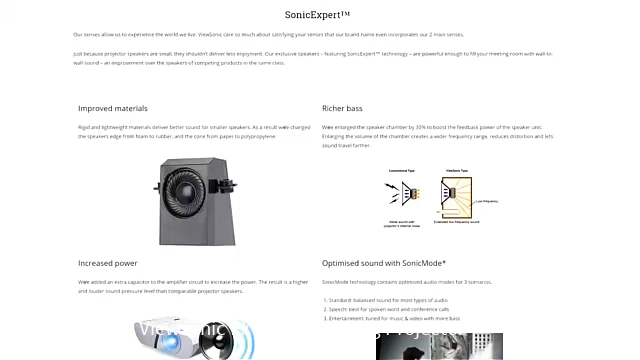 SonicExpert™
Our senses allow us to experience the world we live. ViewSonic care so much about satisfying your senses that our brand name even incorporates our 2 main senses.
Just because projector speakers are small, they shouldn't deliver less enjoyment. Our exclusive speakers – featuring SonicExpert™ technology – are powerful enough to fill your meeting room with wall-to-
wall sound – an improvement over the speakers of competing products in the same class.
Improved materials
Rigid and lightweight materials deliver better sound for smaller speakers. As a result we've changed
the speakers edge from foam to rubber, and the cone from paper to polypropylene
Richer bass
We've enlarged the speaker chamber by 30% to boost the feedback power of the speaker unit.
Enlarging the volume of the chamber creates a wider frequency range, reduces distortion and lets
sound travel farther.
Conventional Type
ViewSonic Type
Low frequency
Weak sound with
projector's internal noise
Extended low frequency sound
Increased power
We've added an extra capacitor to the amplifier circuit to increase the power. The result is a higher
and louder sound pressure level than comparable projector speakers.
Optimised sound with SonicMode*
SonicMode technology contains optimised audio modes for 3 scenarios.
1. Standard: balanced sound for most types of audio
2. Speech: best for spoken word and conference calls
3. Entertainment: tuned for music & video with more bass